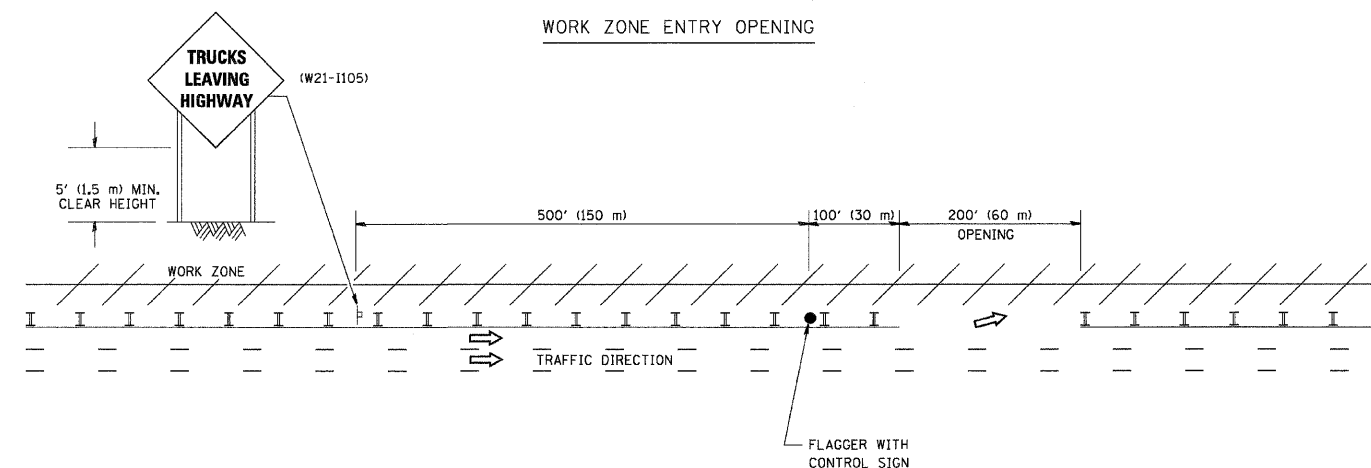 WORK ZONE ENTRY OPENING
TRUCKS
LEAVING
HIGHWAY
(W21-I105)
5' (1.5 m) MIN.
CLEAR HEIGHT
500' (150 m)
100' (30 m)
200' (60 m)
OPENING
WORK ZONE
TRAFFIC DIRECTION
FLAGGER WITH
CONTROL SIGN